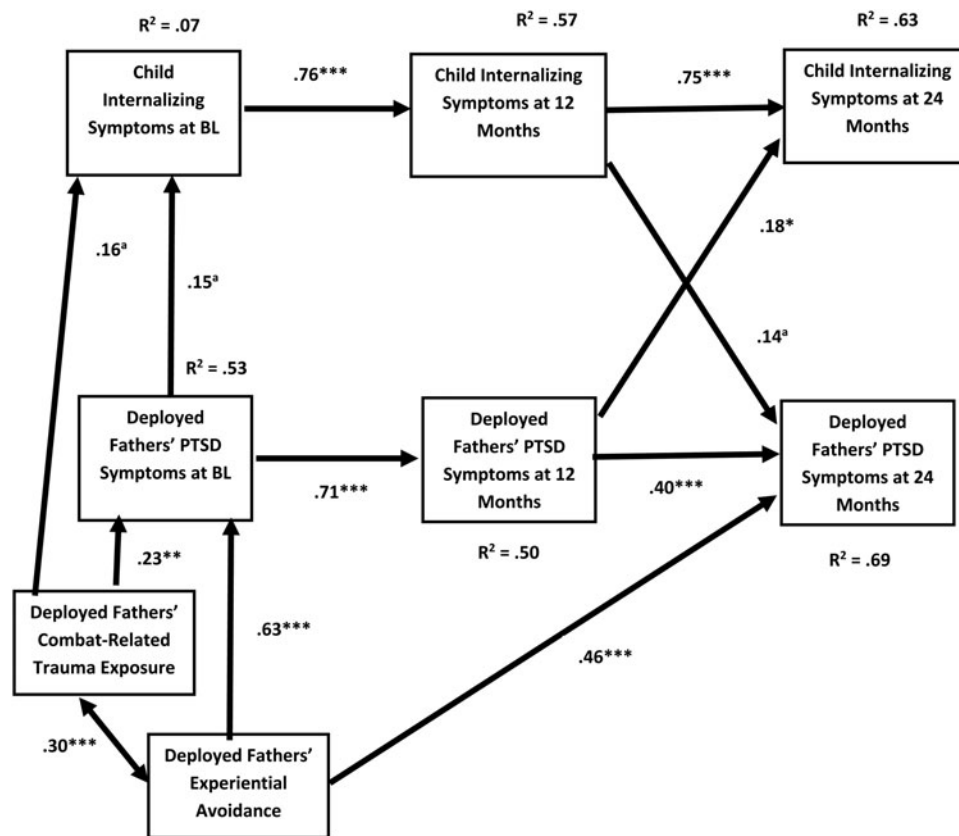 R² = .07
R² = .57
R² = .63
Child
Internalizing
Symptoms at BL
.76***
Child Internalizing
Symptoms at 12
Months
.75***
Child Internalizing
Symptoms at 24
Months
.16ᵃ
.15ᵃ
.18*
.14ᵃ
R² = .53
Deployed
Fathers' PTSD
Symptoms at BL
.71***
Deployed
Fathers' PTSD
Symptoms at 12
Months
.40***
Deployed
Fathers' PTSD
Symptoms at 24
Months
R² = .50
R² = .69
.23**
Deployed Fathers'
Combat-Related
Trauma Exposure
.63***
.46***
.30***
Deployed Fathers'
Experiential
Avoidance